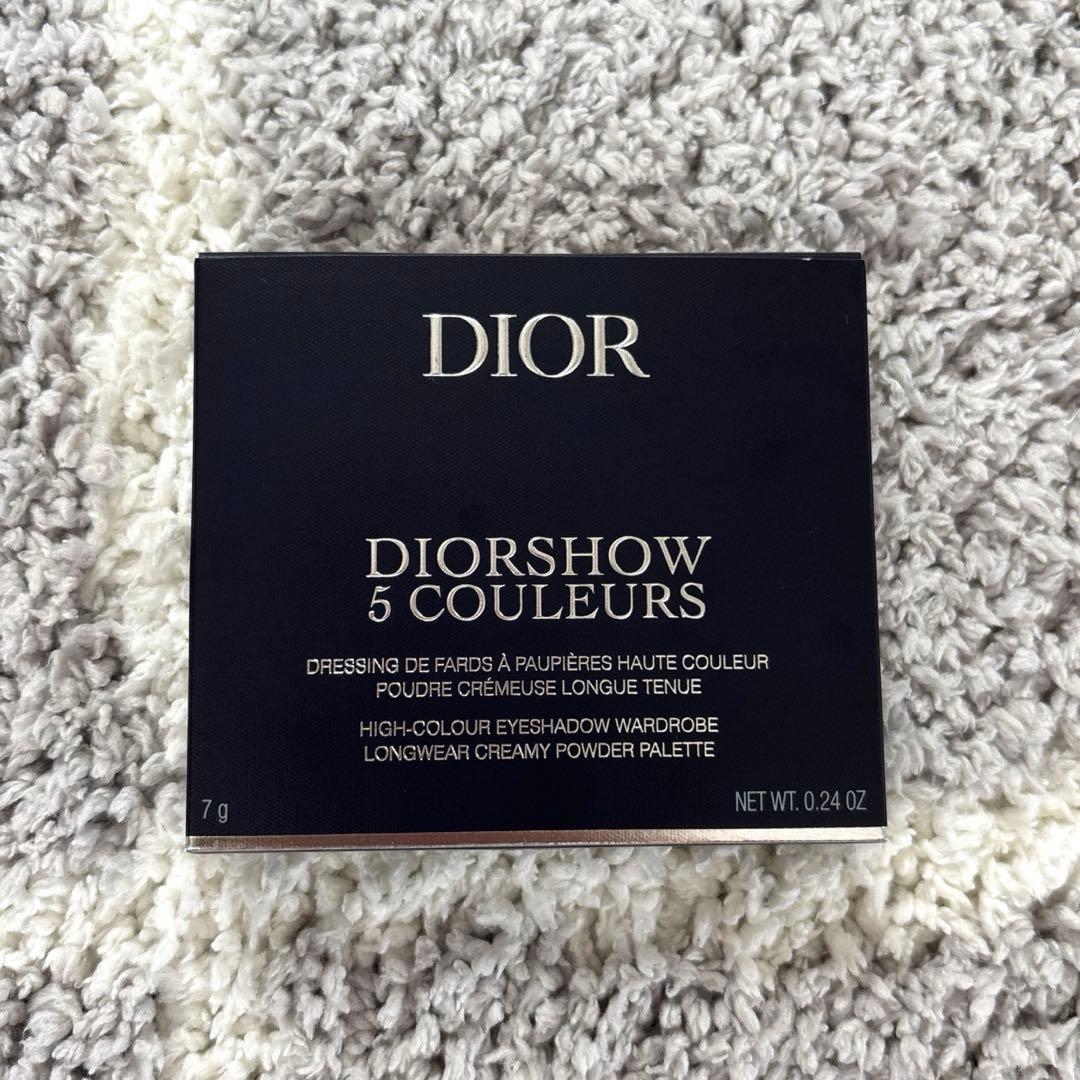 DIOR
DIORSHOW
5 COULEURS
DRESSING DE FARDS À PAUPIÈRES HAUTE COULEUR
POUDRE CRÉMEUSE LONGUE TENUE
HIGH-COLOUR EYESHADOW WARDROBE
LONGWEAR CREAMY POWDER PALETTE
7 g
NET WT. 0.24 OZ